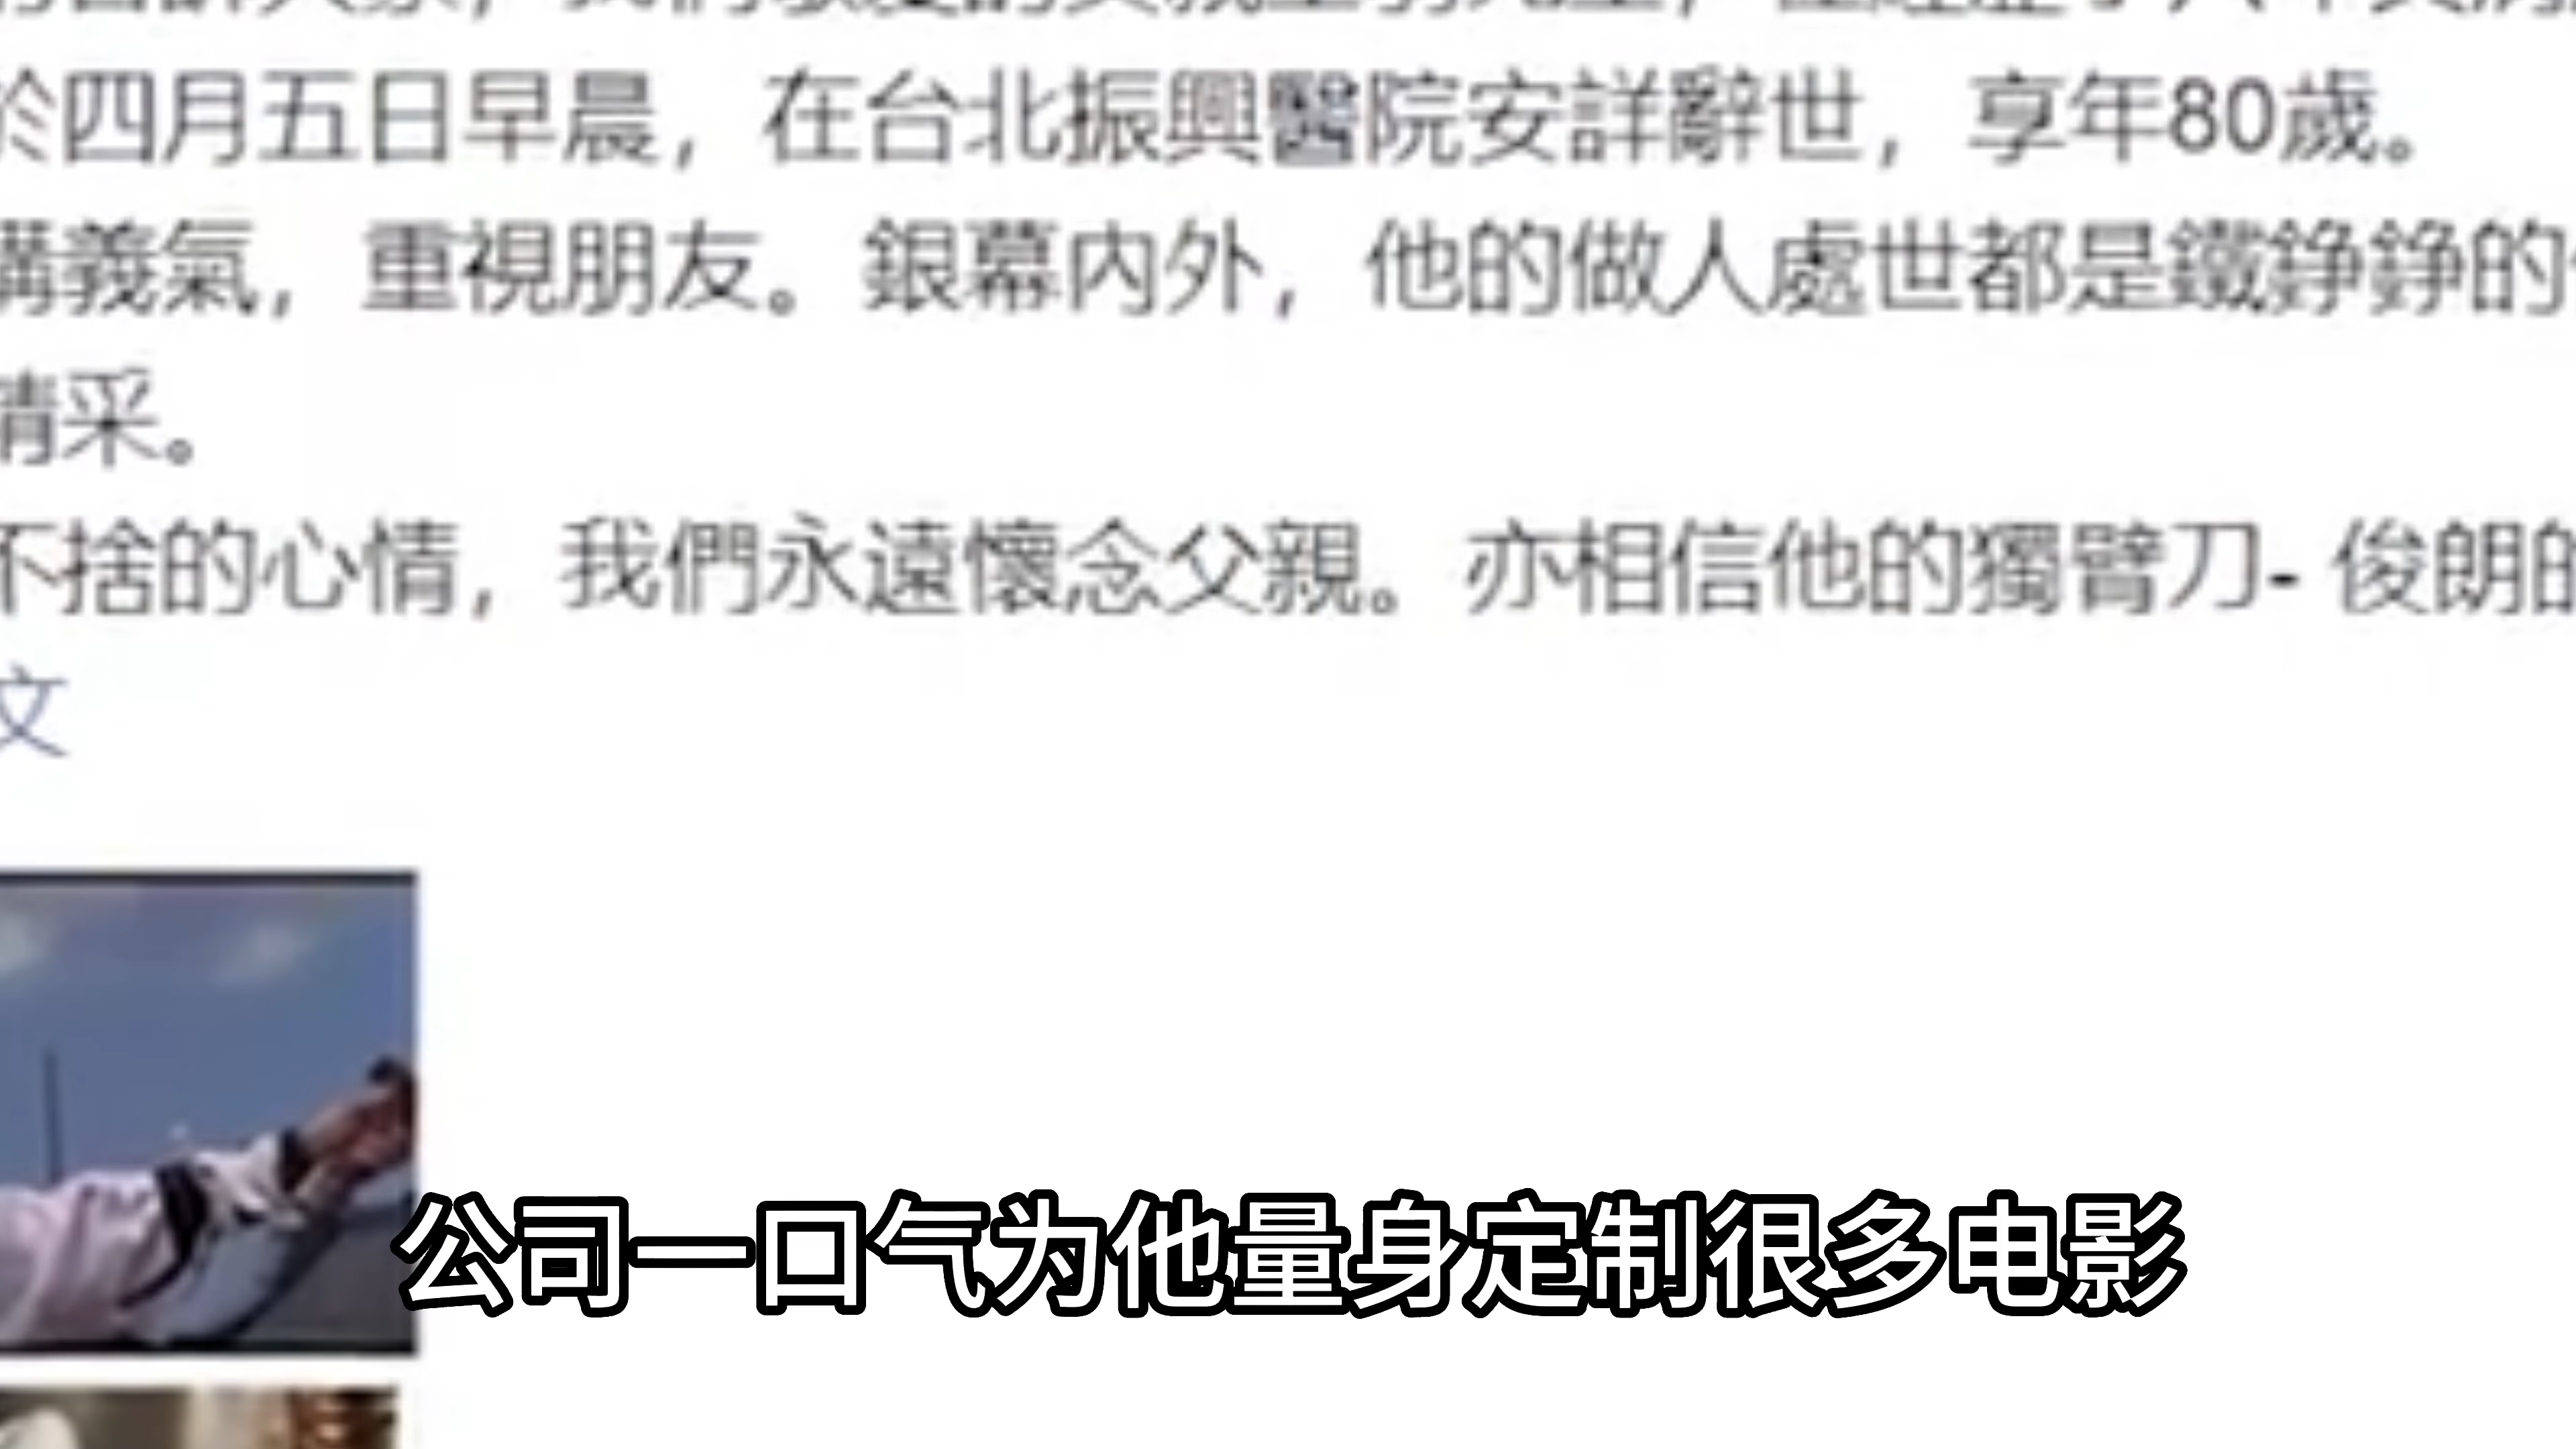 於四月五日早晨，在台北振興醫院安詳辭世，享年80歲。
講義氣，重視朋友。銀幕內外，他的做人處世都是鐵錚錚的
精采。
不捨的心情，我們永遠懷念父親。亦相信他的獨臂刀- 俊朗的
文
公司一口气为他量身定制很多电影